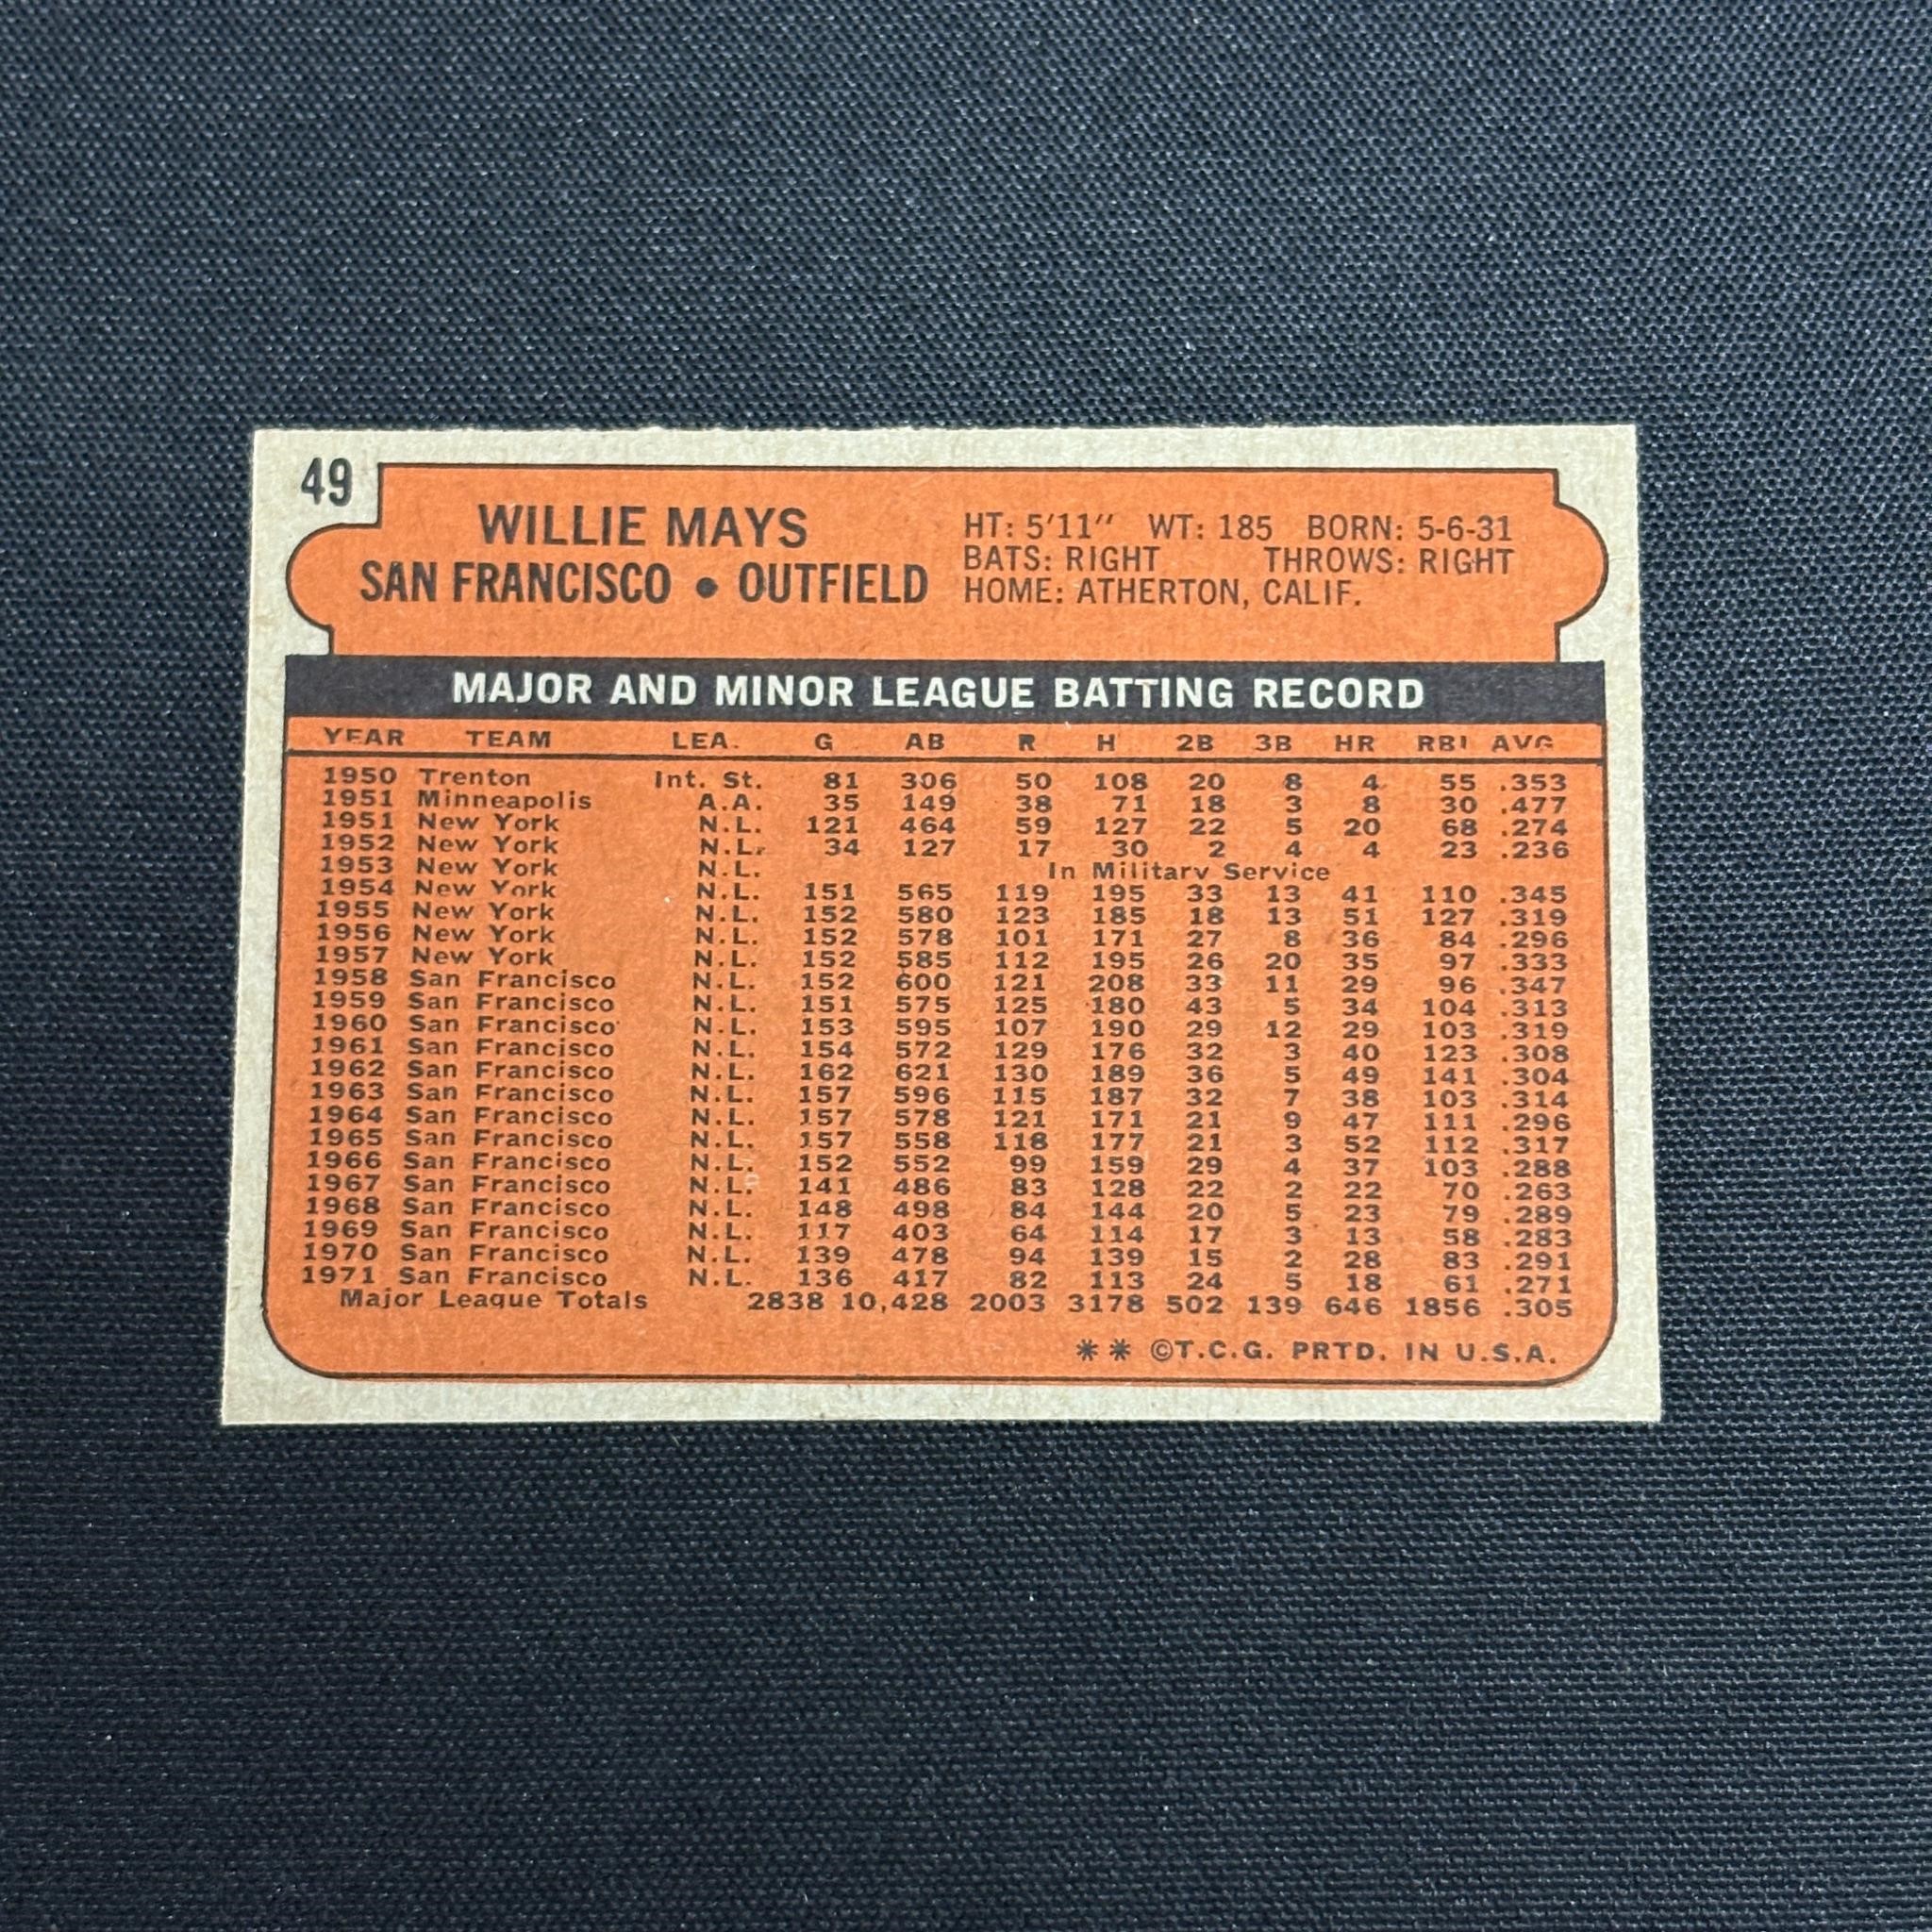 49
WILLIE MAYS
SAN FRANCISCO • OUTFIELD
HT: 5'11" WT: 185 BORN: 5-6-31
BATS: RIGHT THROWS: RIGHT
HOME: ATHERTON, CALIF.
MAJOR AND MINOR LEAGUE BATTING RECORD
YEAR TEAM LEA. G AB R H 2B 3B HR RBI AVG
1950 Trenton Int. St. 81 306 50 108 20 8 4 55 .353
1951 Minneapolis A.A. 35 149 38 71 18 3 8 30 .477
1951 New York N.L. 121 464 59 127 22 5 20 68 .274
1952 New York N.L. 34 127 17 30 2 4 4 23 .236
1953 New York N.L. In Military Service
1954 New York N.L. 151 565 119 195 33 13 41 110 .345
1955 New York N.L. 152 580 123 185 18 13 51 127 .319
1956 New York N.L. 152 578 101 171 27 8 36 84 .296
1957 New York N.L. 152 585 112 195 26 20 35 97 .333
1958 San Francisco N.L. 152 600 121 208 33 11 29 96 .347
1959 San Francisco N.L. 151 575 125 180 43 5 34 104 .313
1960 San Francisco N.L. 153 595 107 190 29 12 29 103 .319
1961 San Francisco N.L. 154 572 129 176 32 3 40 123 .308
1962 San Francisco N.L. 162 621 130 189 36 5 49 141 .304
1963 San Francisco N.L. 157 596 115 187 32 7 38 103 .314
1964 San Francisco N.L. 157 578 121 171 21 9 47 111 .296
1965 San Francisco N.L. 157 558 118 177 21 3 52 112 .317
1966 San Francisco N.L. 152 552 99 159 29 4 37 103 .288
1967 San Francisco N.L. 141 486 83 128 22 2 22 70 .263
1968 San Francisco N.L. 148 498 84 144 20 5 23 79 .289
1969 San Francisco N.L. 117 403 64 114 17 3 13 58 .283
1970 San Francisco N.L. 139 478 94 139 15 2 28 83 .291
1971 San Francisco N.L. 136 417 82 113 24 5 18 61 .271
Major League Totals 2838 10,428 2003 3178 502 139 646 1856 .305
** ©T.C.G. PRTD. IN U.S.A.